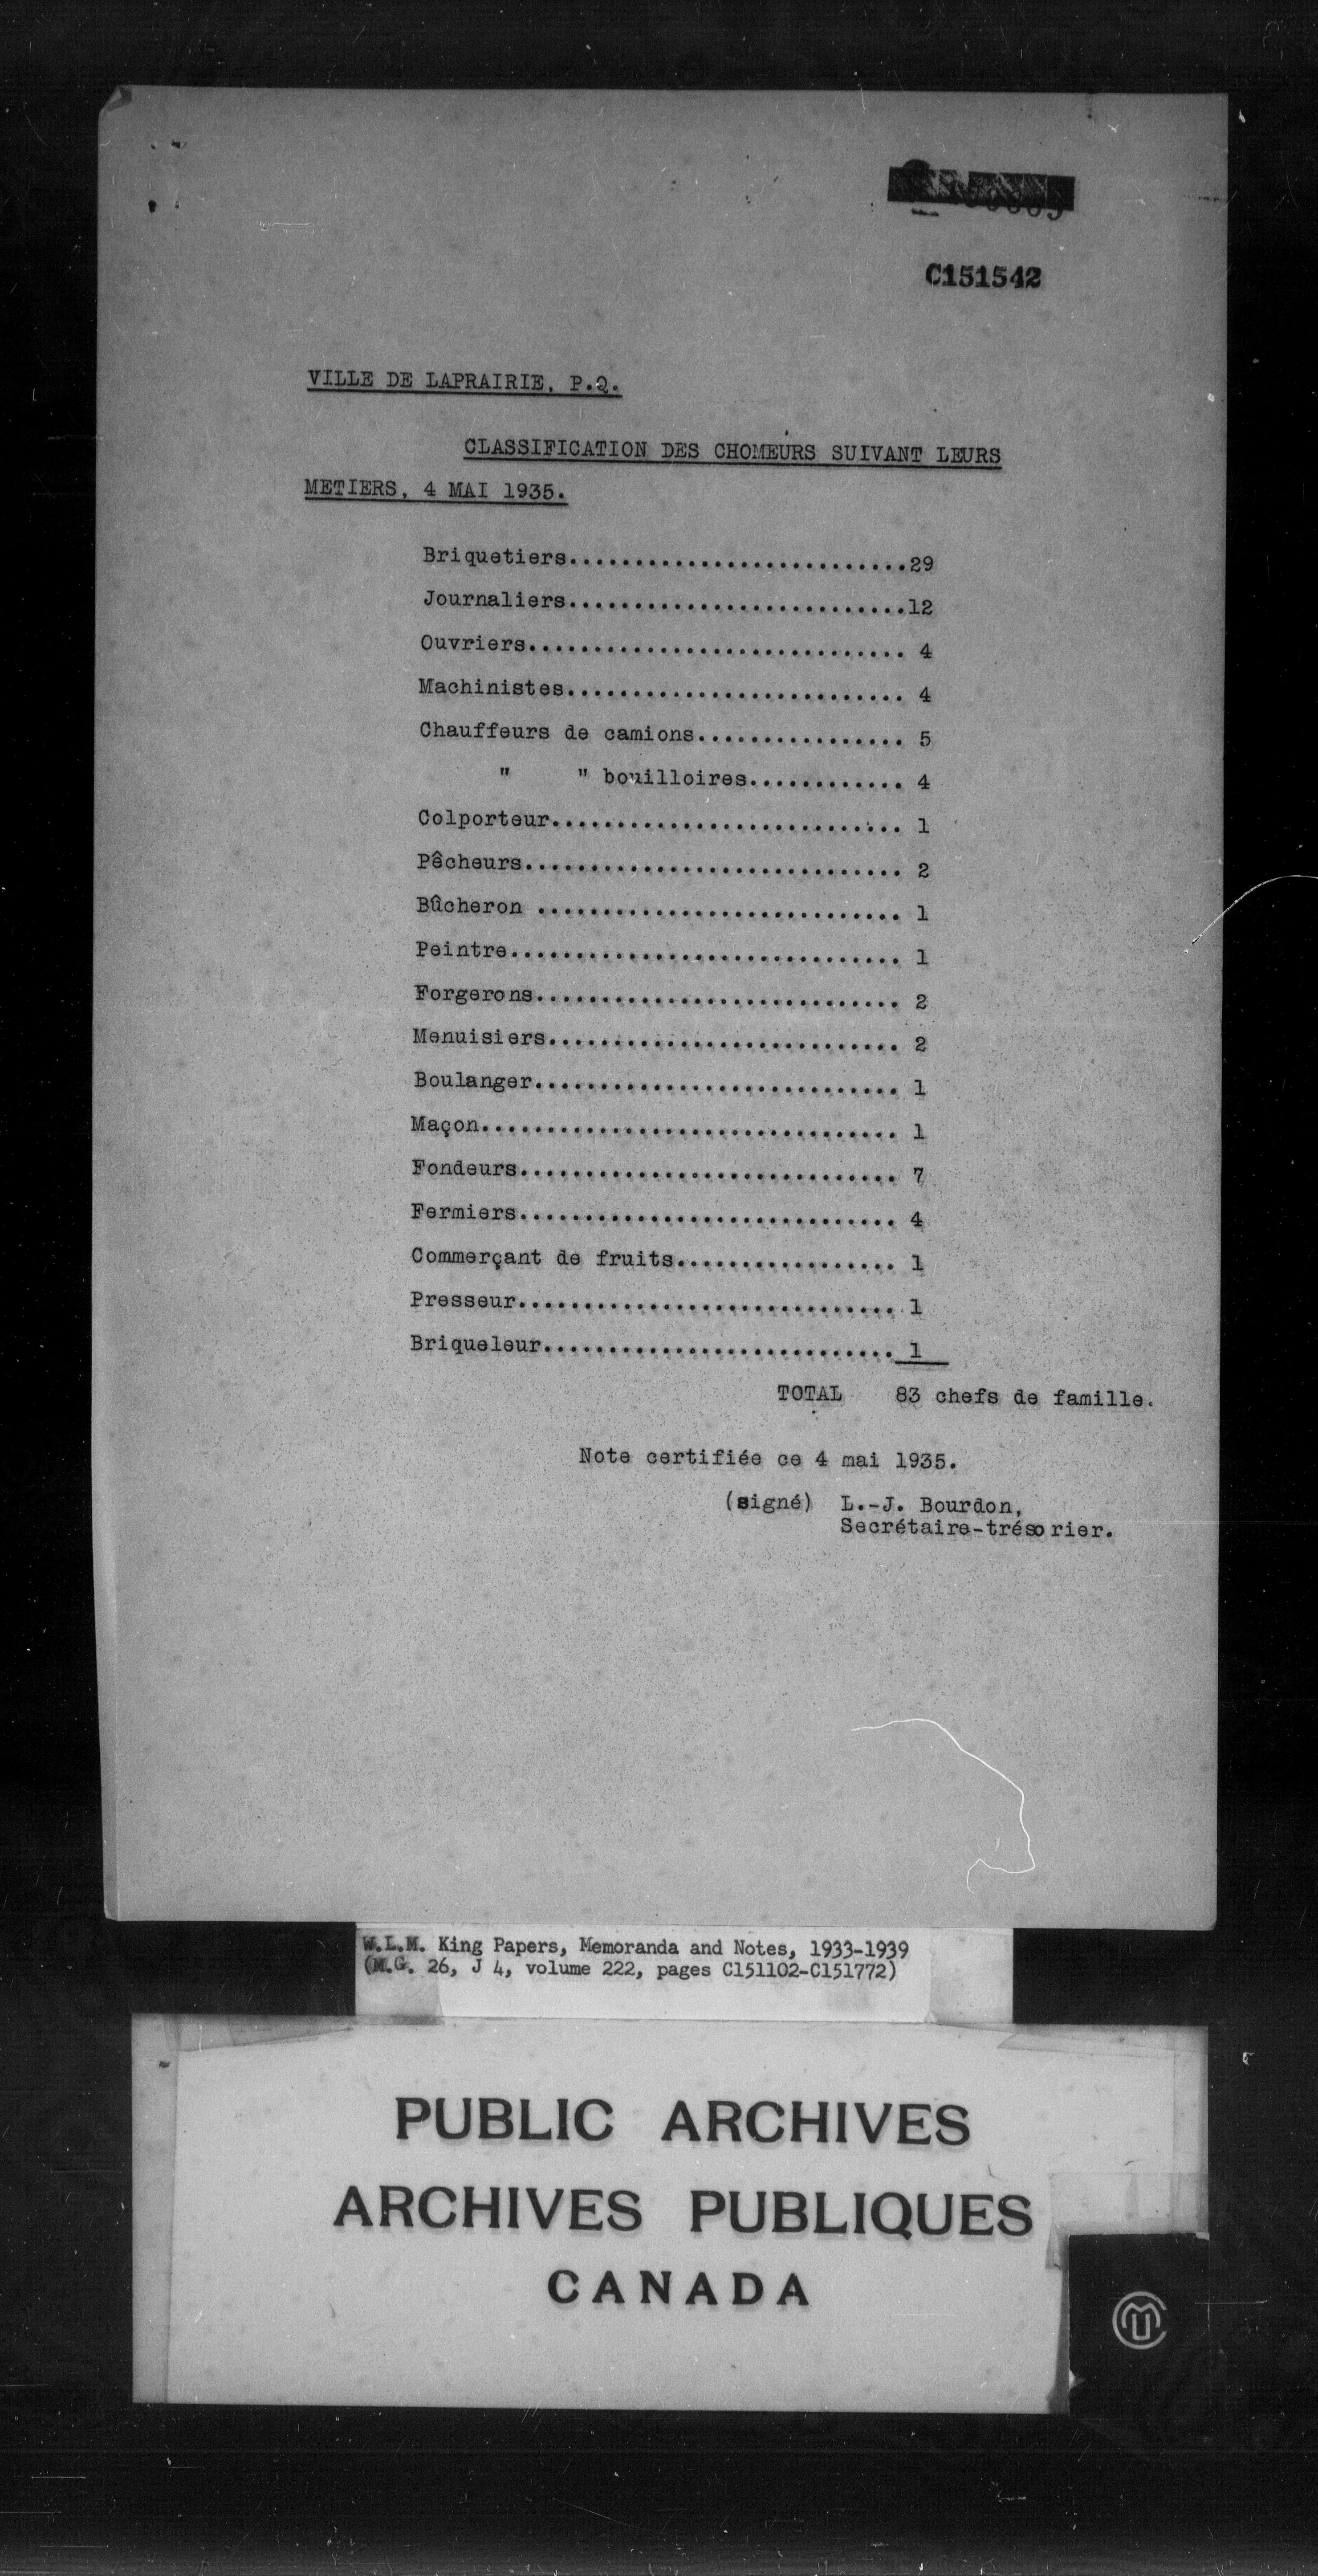 C151542
VILLE DE LAPRAIRIE, P.Q.
CLASSIFICATION DES CHOMEURS SUIVANT LEURS
METIERS, 4 MAI 1935.
Briquetiers..........................29
Journaliers..........................12
Ouvriers............................. 4
Machinistes.......................... 4
Chauffeurs de camions................ 5
" " bouilloires............ 4
Colporteur........................... 1
Pêcheurs............................. 2
Bûcheron ............................ 1
Peintre.............................. 1
Forgerons............................ 2
Menuisiers........................... 2
Boulanger............................ 1
Maçon................................ 1
Fondeurs............................. 7
Fermiers............................. 4
Commerçant de fruits................. 1
Presseur............................. 1
Briqueleur........................... 1
TOTAL 83 chefs de famille.
Note certifiée ce 4 mai 1935.
(signé) L.-J. Bourdon,
Secrétaire-trésorier.
W.L.M. King Papers, Memoranda and Notes, 1933-1939
(M.G. 26, J 4, volume 222, pages C151102-C151772)
PUBLIC ARCHIVES
ARCHIVES PUBLIQUES
CANADA